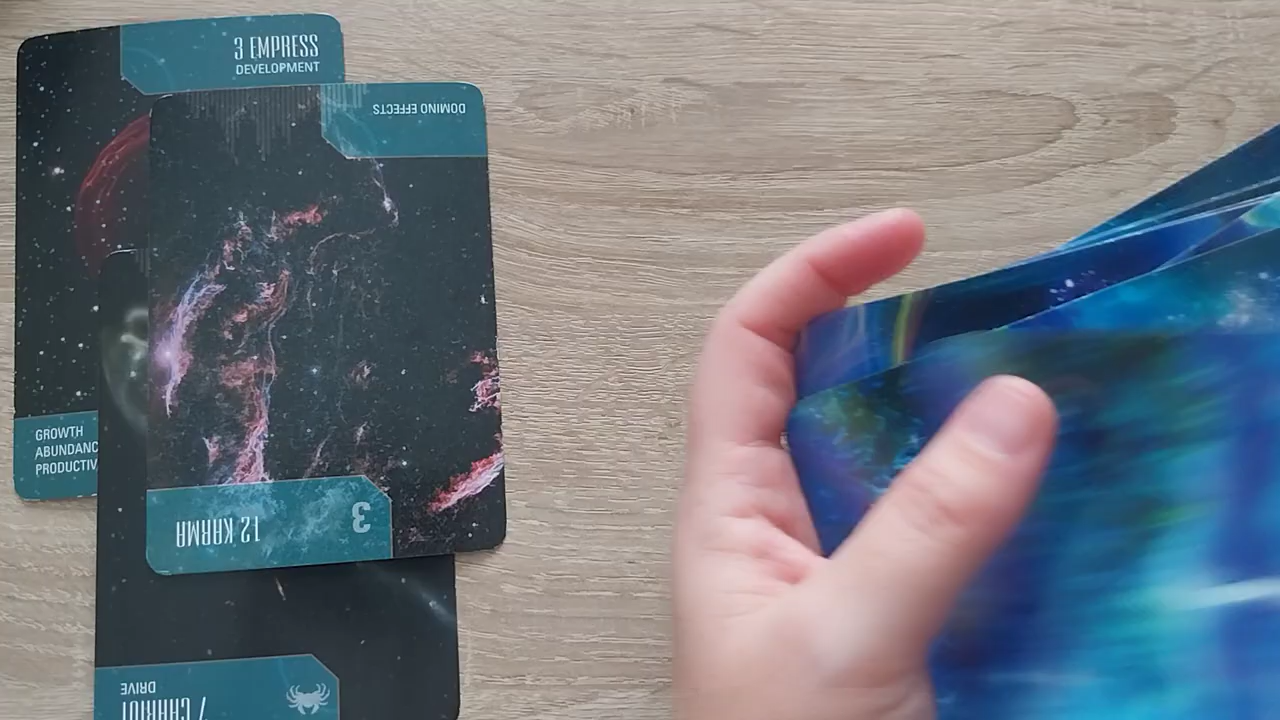 3 EMPRESS
DEVELOPMENT
DOMINO EFFECTS
GROWTH
ABUNDANC
PRODUCTIV
12 KARMA
3
7 CHARIOT
DRIVE